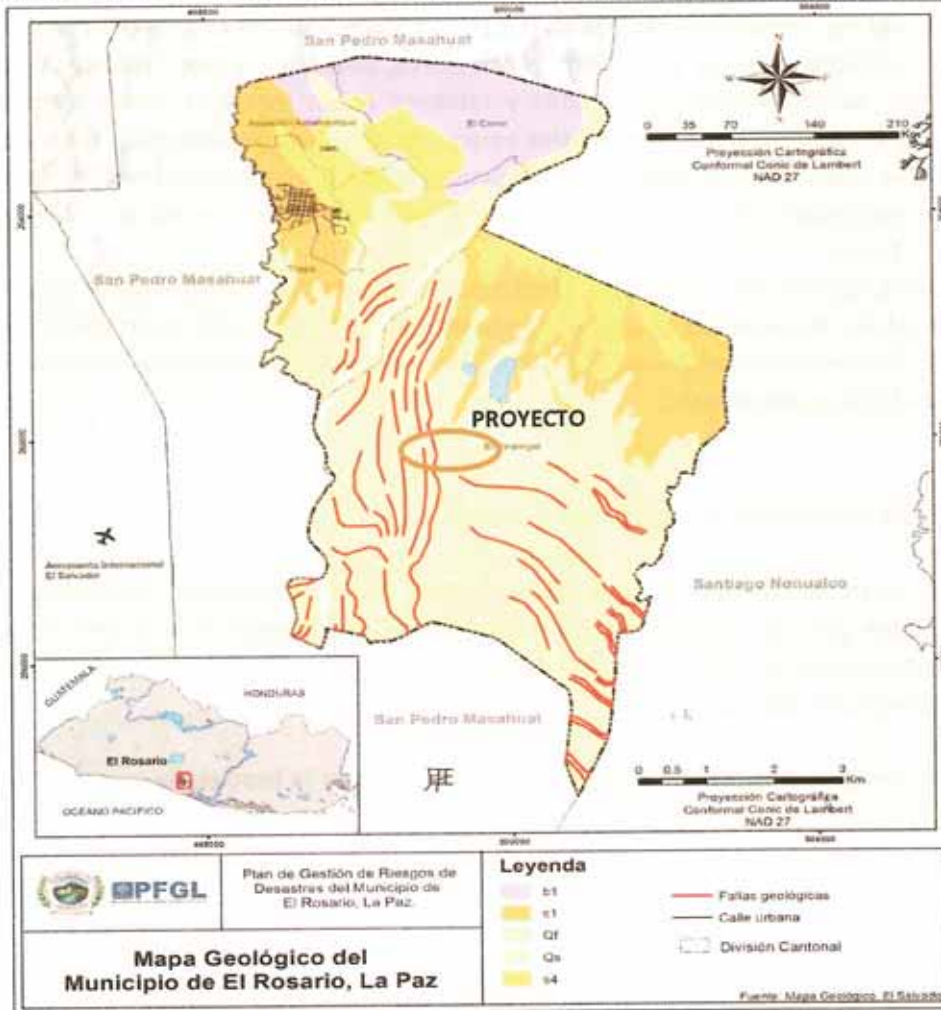 San Pedro Masahuat
El Cerro
0 35 70 140 210
Km
Proyección Cartográfica
Conformal Conic de Lambert
NAD 27
San Pedro Masahuat
PROYECTO
Aeropuerto Internacional
El Salvador
Santiago Nonualco
GUATEMALA
HONDURAS
El Rosario
OCÉANO PACIFICO
San Pedro Masahuat
0 0.5 1 2 3
Km
Proyección Cartográfica
Conformal Conic de Lambert
NAD 27
PFGL
Plan de Gestión de Riesgos de
Desastres del Municipio de
El Rosario, La Paz.
Mapa Geológico del
Municipio de El Rosario, La Paz
Leyenda
b1
c1
Qf
Qs
s4
Fallas geológicas
Calle urbana
División Cantonal
Fuente: Mapa Geológico, El Salvador